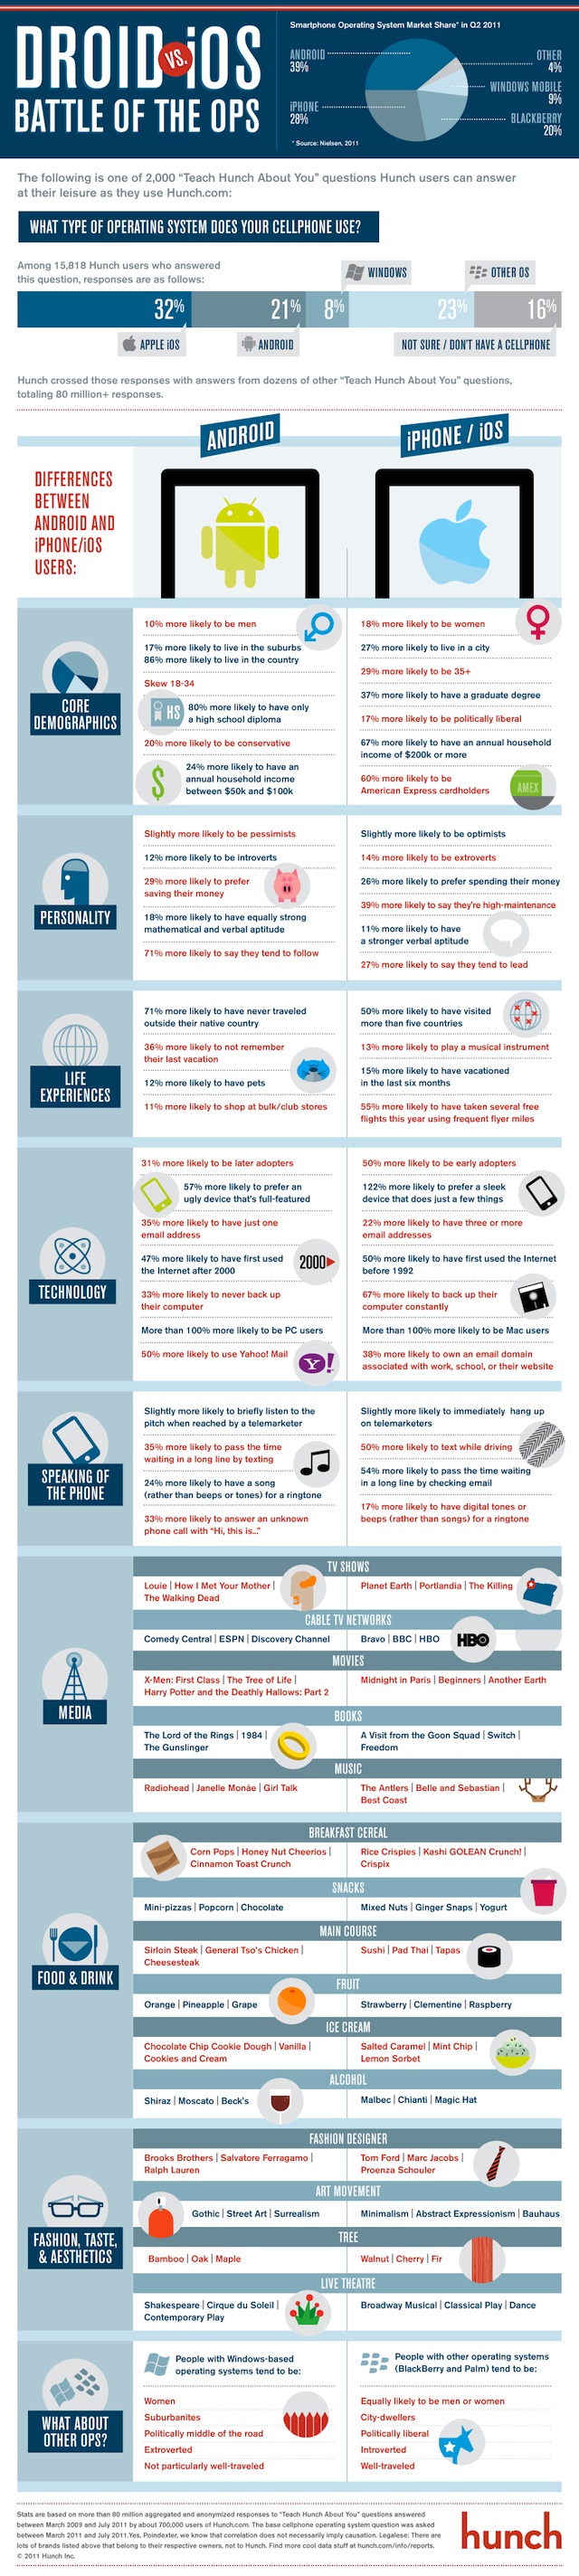 DROID VS. iOS
BATTLE OF THE OPS
Smartphone Operating System Market Share* in Q2 2011
ANDROID
39%
iPHONE
28%
OTHER
4%
WINDOWS MOBILE
9%
BLACKBERRY
20%
* Source: Nielsen, 2011
The following is one of 2,000 “Teach Hunch About You” questions Hunch users can answer
at their leisure as they use Hunch.com:
WHAT TYPE OF OPERATING SYSTEM DOES YOUR CELLPHONE USE?
Among 15,818 Hunch users who answered
this question, responses are as follows:
WINDOWS
OTHER OS
32%
21%
8%
23%
16%
APPLE iOS
ANDROID
NOT SURE / DON'T HAVE A CELLPHONE
Hunch crossed those responses with answers from dozens of other “Teach Hunch About You” questions,
totaling 80 million+ responses.
ANDROID
iPHONE / iOS
DIFFERENCES
BETWEEN
ANDROID AND
iPHONE/iOS
USERS:
CORE
DEMOGRAPHICS
10% more likely to be men
17% more likely to live in the suburbs
86% more likely to live in the country
Skew 18-34
HS
80% more likely to have only
a high school diploma
20% more likely to be conservative
$
24% more likely to have an
annual household income
between $50k and $100k
18% more likely to be women
27% more likely to live in a city
29% more likely to be 35+
37% more likely to have a graduate degree
17% more likely to be politically liberal
67% more likely to have an annual household
income of $200k or more
60% more likely to be
American Express cardholders
AMEX
PERSONALITY
Slightly more likely to be pessimists
12% more likely to be introverts
29% more likely to prefer
saving their money
18% more likely to have equally strong
mathematical and verbal aptitude
71% more likely to say they tend to follow
Slightly more likely to be optimists
14% more likely to be extroverts
26% more likely to prefer spending their money
39% more likely to say they're high-maintenance
11% more likely to have
a stronger verbal aptitude
27% more likely to say they tend to lead
LIFE
EXPERIENCES
71% more likely to have never traveled
outside their native country
36% more likely to not remember
their last vacation
12% more likely to have pets
11% more likely to shop at bulk/club stores
50% more likely to have visited
more than five countries
13% more likely to play a musical instrument
15% more likely to have vacationed
in the last six months
55% more likely to have taken several free
flights this year using frequent flyer miles
TECHNOLOGY
31% more likely to be later adopters
57% more likely to prefer an
ugly device that's full-featured
35% more likely to have just one
email address
47% more likely to have first used
the Internet after 2000
2000
33% more likely to never back up
their computer
More than 100% more likely to be PC users
50% more likely to use Yahoo! Mail
Y!
50% more likely to be early adopters
122% more likely to prefer a sleek
device that does just a few things
22% more likely to have three or more
email addresses
50% more likely to have first used the Internet
before 1992
67% more likely to back up their
computer constantly
More than 100% more likely to be Mac users
38% more likely to own an email domain
associated with work, school, or their website
SPEAKING OF
THE PHONE
Slightly more likely to briefly listen to the
pitch when reached by a telemarketer
35% more likely to pass the time
waiting in a long line by texting
24% more likely to have a song
(rather than beeps or tones) for a ringtone
33% more likely to answer an unknown
phone call with “Hi, this is...”
Slightly more likely to immediately hang up
on telemarketers
50% more likely to text while driving
54% more likely to pass the time waiting
in a long line by checking email
17% more likely to have digital tones or
beeps (rather than songs) for a ringtone
MEDIA
TV SHOWS
Louie | How I Met Your Mother |
The Walking Dead
Planet Earth | Portlandia | The Killing
CABLE TV NETWORKS
Comedy Central | ESPN | Discovery Channel
Bravo | BBC | HBO
HBO
MOVIES
X-Men: First Class | The Tree of Life |
Harry Potter and the Deathly Hallows: Part 2
Midnight in Paris | Beginners | Another Earth
BOOKS
The Lord of the Rings | 1984 |
The Gunslinger
A Visit from the Goon Squad | Switch |
Freedom
MUSIC
Radiohead | Janelle Monáe | Girl Talk
The Antlers | Belle and Sebastian |
Best Coast
FOOD & DRINK
BREAKFAST CEREAL
Corn Pops | Honey Nut Cheerios |
Cinnamon Toast Crunch
Rice Crispies | Kashi GOLEAN Crunch! |
Crispix
SNACKS
Mini-pizzas | Popcorn | Chocolate
Mixed Nuts | Ginger Snaps | Yogurt
MAIN COURSE
Sirloin Steak | General Tso's Chicken |
Cheesesteak
Sushi | Pad Thai | Tapas
FRUIT
Orange | Pineapple | Grape
Strawberry | Clementine | Raspberry
ICE CREAM
Chocolate Chip Cookie Dough | Vanilla |
Cookies and Cream
Salted Caramel | Mint Chip |
Lemon Sorbet
ALCOHOL
Shiraz | Moscato | Beck's
Malbec | Chianti | Magic Hat
FASHION, TASTE,
& AESTHETICS
FASHION DESIGNER
Brooks Brothers | Salvatore Ferragamo |
Ralph Lauren
Tom Ford | Marc Jacobs |
Proenza Schouler
ART MOVEMENT
Gothic | Street Art | Surrealism
Minimalism | Abstract Expressionism | Bauhaus
TREE
Bamboo | Oak | Maple
Walnut | Cherry | Fir
LIVE THEATRE
Shakespeare | Cirque du Soleil |
Contemporary Play
Broadway Musical | Classical Play | Dance
WHAT ABOUT
OTHER OPS?
People with Windows-based
operating systems tend to be:
Women
Suburbanites
Politically middle of the road
Extroverted
Not particularly well-traveled
People with other operating systems
(BlackBerry and Palm) tend to be:
Equally likely to be men or women
City-dwellers
Politically liberal
Introverted
Well-traveled
Stats are based on more than 80 million aggregated and anonymized responses to “Teach Hunch About You” questions answered
between March 2009 and July 2011 by about 700,000 users of Hunch.com. The base cellphone operating system question was asked
between March 2011 and July 2011.Yes, Poindexter, we know that correlation does not necessarily imply causation. Legalese: There are
lots of brands listed above that belong to their respective owners, not to Hunch. Find more cool data stuff at hunch.com/info/reports.
© 2011 Hunch Inc.
hunch